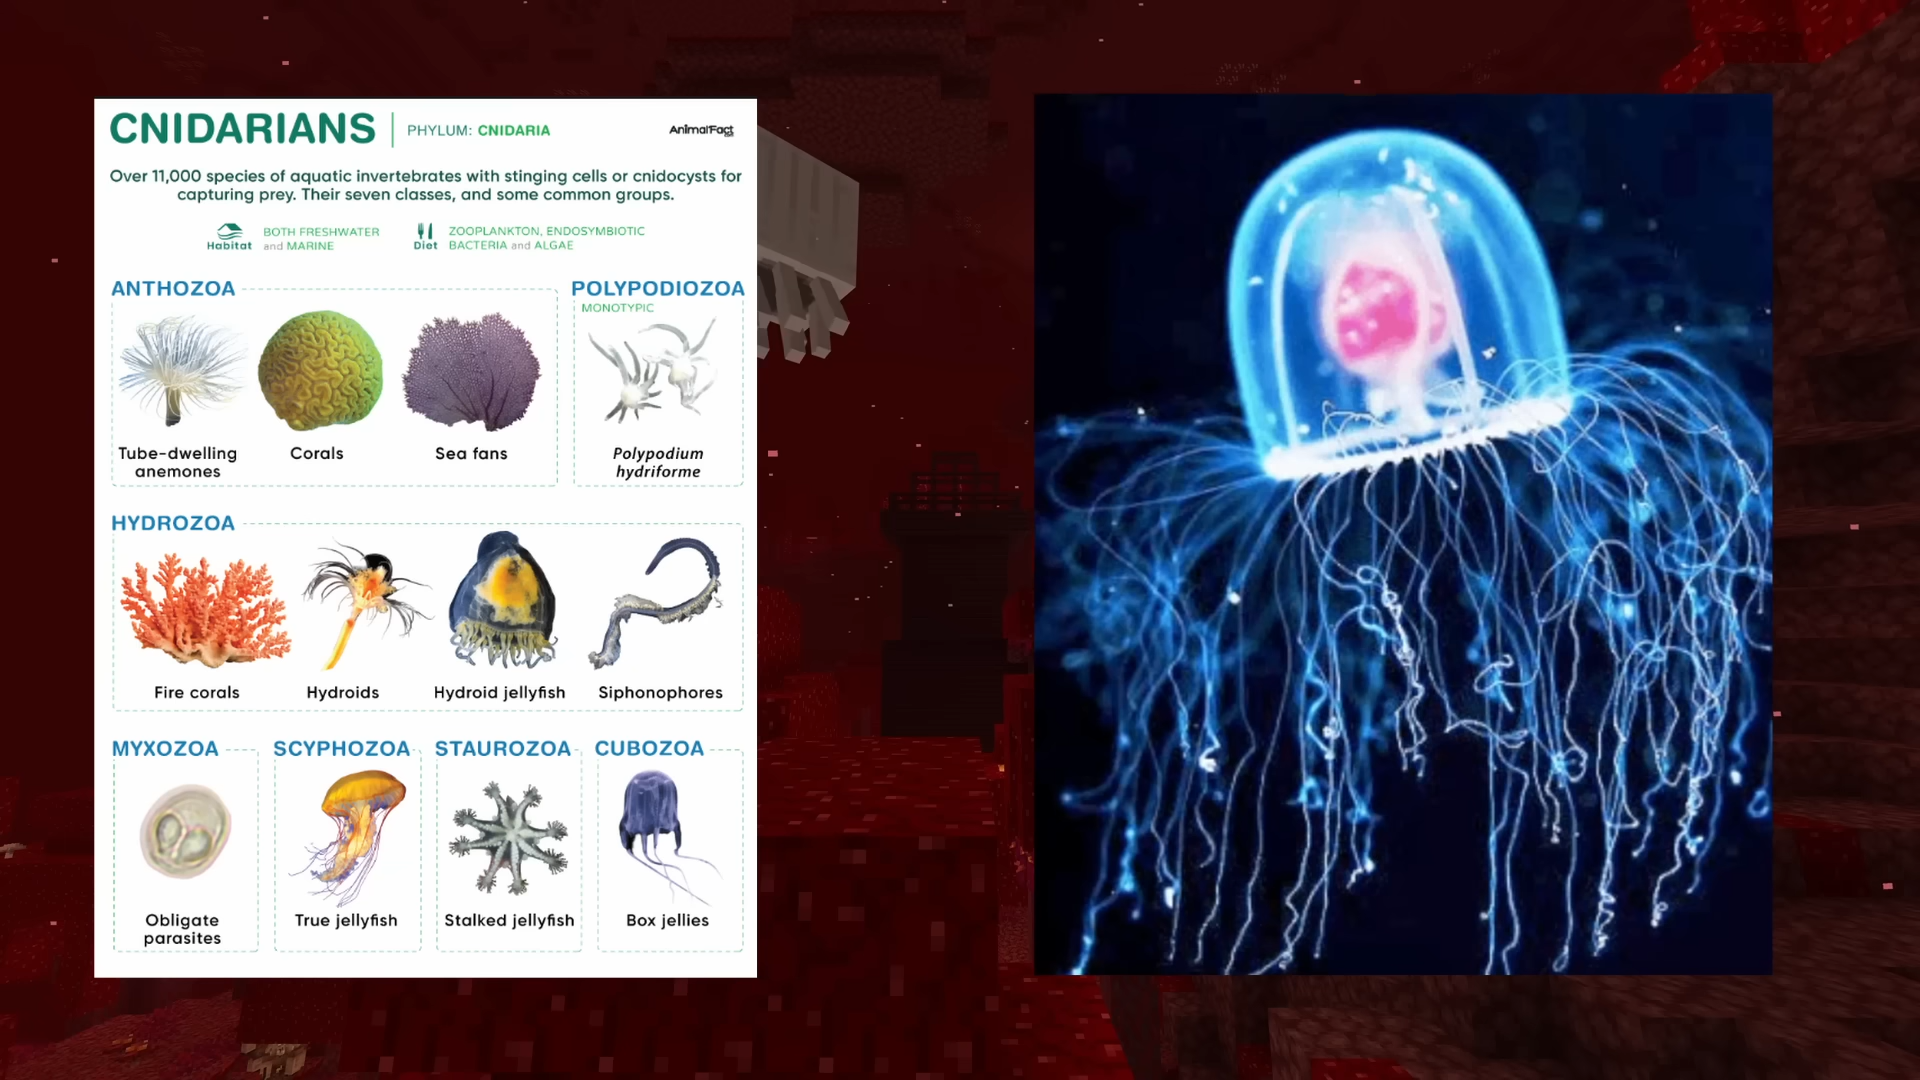 CNIDARIANS
PHYLUM: CNIDARIA
AnimalFact
Over 11,000 species of aquatic invertebrates with stinging cells or cnidocysts for
capturing prey. Their seven classes, and some common groups.
Habitat
BOTH FRESHWATER
and MARINE
Diet
ZOOPLANKTON, ENDOSYMBIOTIC
BACTERIA and ALGAE
ANTHOZOA
Tube-dwelling
anemones
Corals
Sea fans
POLYPODIOZOA
MONOTYPIC
Polypodium
hydriforme
HYDROZOA
Fire corals
Hydroids
Hydroid jellyfish
Siphonophores
MYXOZOA
Obligate
parasites
SCYPHOZOA
True jellyfish
STAUROZOA
Stalked jellyfish
CUBOZOA
Box jellies